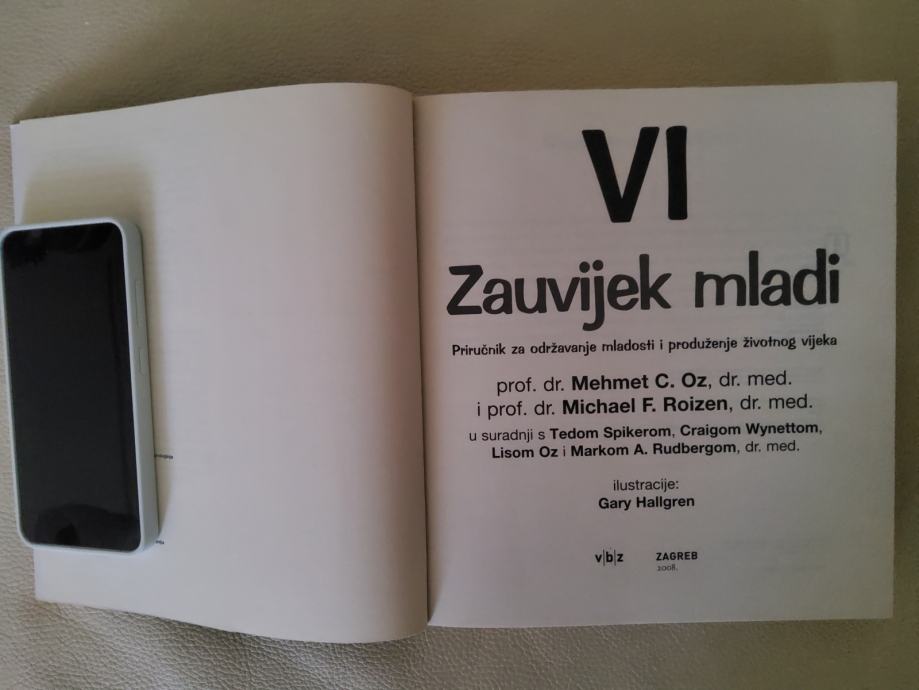 VI
Zauvijek mladi
Priručnik za održavanje mladosti i produženje životnog vijeka
prof. dr. Mehmet C. Oz, dr. med.
i prof. dr. Michael F. Roizen, dr. med.
u suradnji s Tedom Spikerom, Craigom Wynettom,
Lisom Oz i Markom A. Rudbergom, dr. med.
ilustracije:
Gary Hallgren
v|b|z ZAGREB
2008.